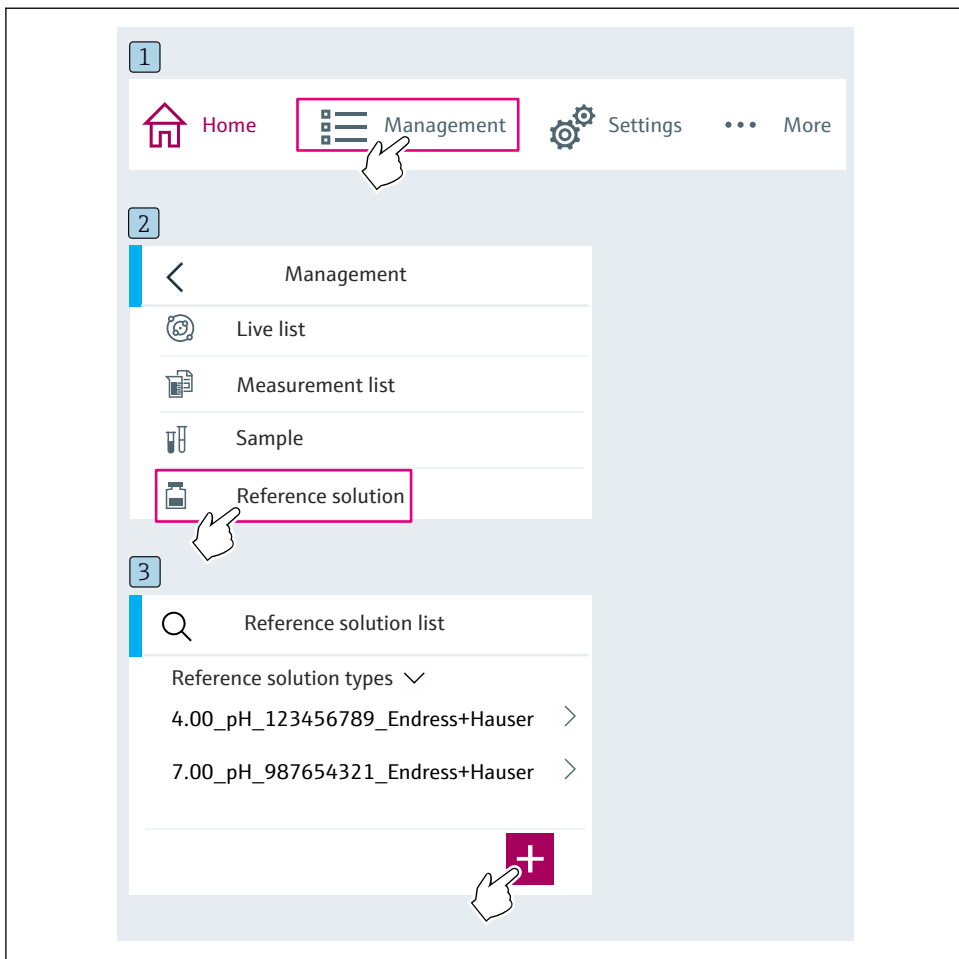 1
Home Management Settings ••• More
2
Management
Live list
Measurement list
Sample
Reference solution
3
Reference solution list
Reference solution types
4.00_pH_123456789_Endress+Hauser
7.00_pH_987654321_Endress+Hauser
+